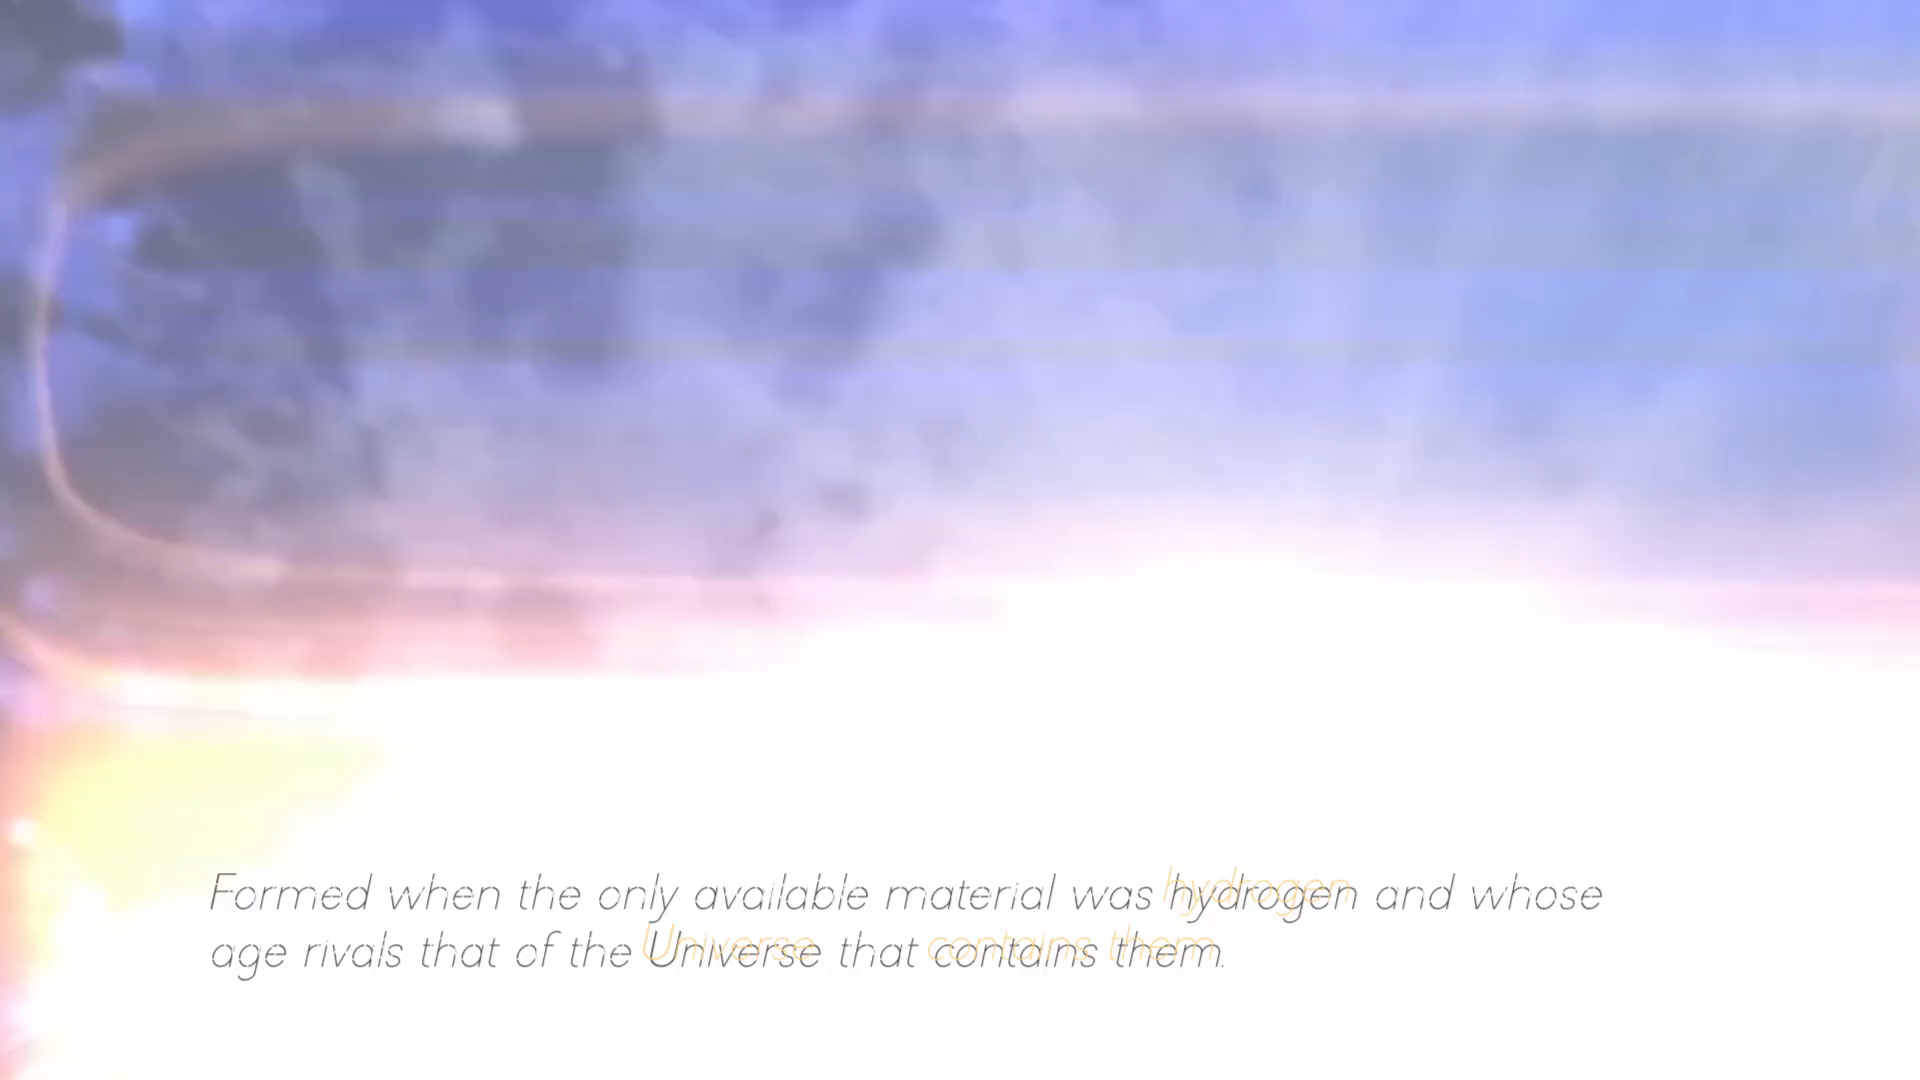 Formed when the only available material was hydrogen and whose
age rivals that of the Universe that contains them.